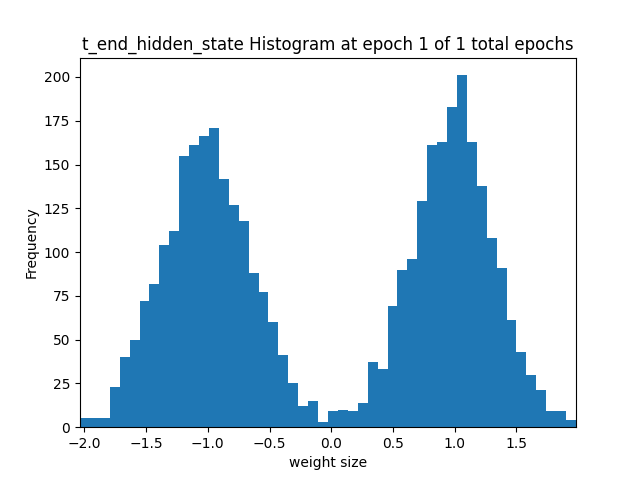 t_end_hidden_state Histogram at epoch 1 of 1 total epochs
Frequency
200
175
150
125
100
75
50
25
0
−2.0 −1.5 −1.0 −0.5 0.0 0.5 1.0 1.5
weight size